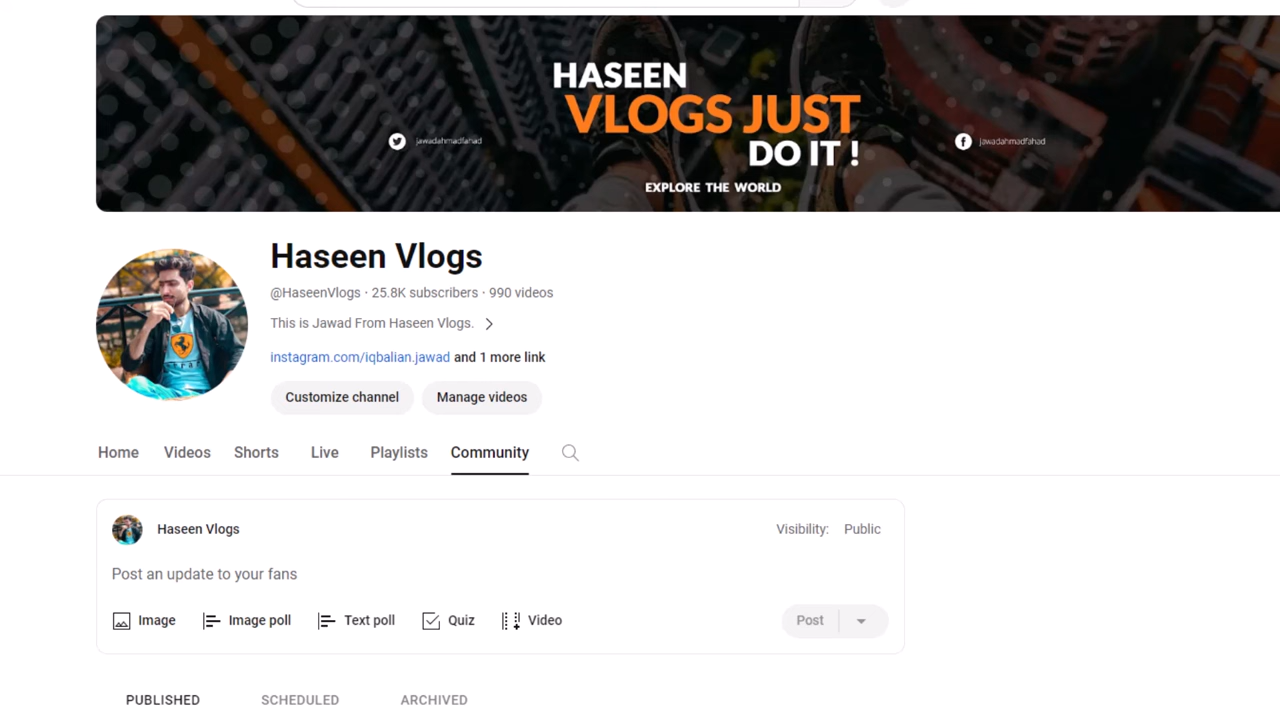 HASEEN
VLOGS JUST
DO IT !
jawadahmadfahad
jawadahmadfahad
EXPLORE THE WORLD
Haseen Vlogs
@HaseenVlogs · 25.8K subscribers · 990 videos
This is Jawad From Haseen Vlogs.
instagram.com/iqbalian.jawad and 1 more link
Customize channel Manage videos
Home Videos Shorts Live Playlists Community
Haseen Vlogs Visibility: Public
Post an update to your fans
Image Image poll Text poll Quiz Video Post
PUBLISHED SCHEDULED ARCHIVED